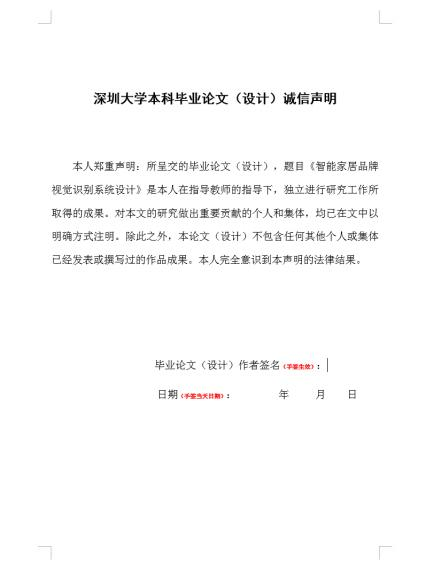 深圳大学本科毕业论文（设计）诚信声明
本人郑重声明：所呈交的毕业论文（设计），题目《智能家居品牌
视觉识别系统设计》是本人在指导教师的指导下，独立进行研究工作所
取得的成果。对本文的研究做出重要贡献的个人和集体，均已在文中以
明确方式注明。除此之外，本论文（设计）不包含任何其他个人或集体
已经发表或撰写过的作品成果。本人完全意识到本声明的法律结果。
毕业论文（设计）作者签名（手签生效）：
日期（手签当天日期）： 年 月 日